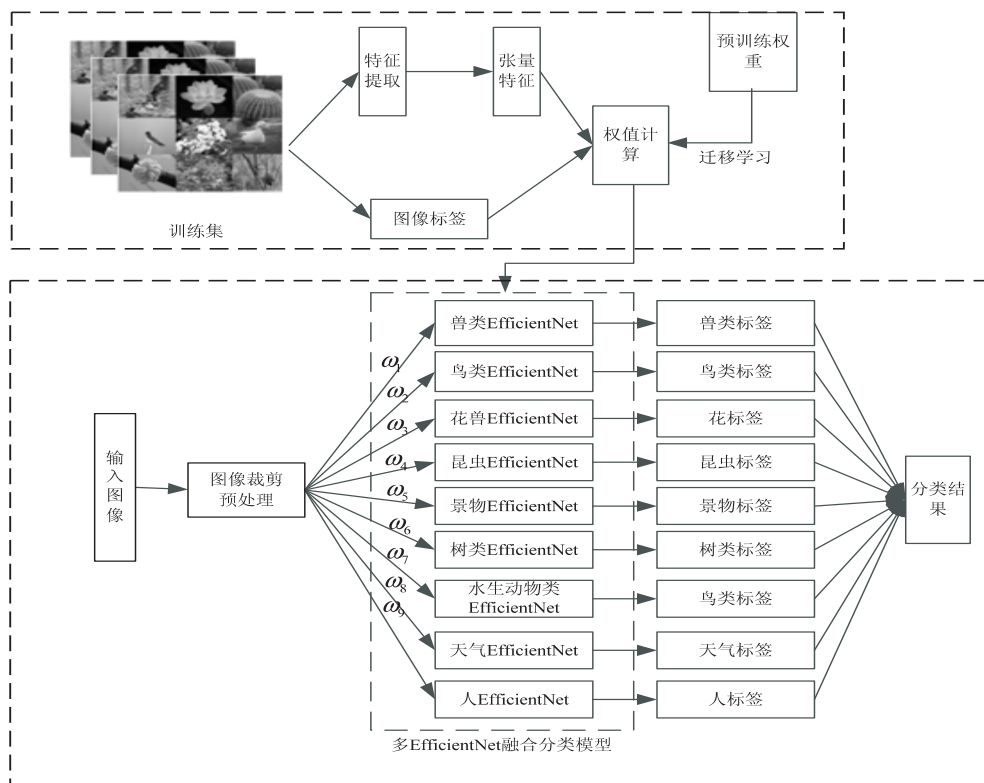 特征
提取
张量
特征
预训练权
重
权值计
算
迁移学习
图像标签
训练集
兽类EfficientNet
兽类标签
ω1
鸟类EfficientNet
鸟类标签
ω2
花兽EfficientNet
花标签
ω3
昆虫EfficientNet
昆虫标签
ω4
输
入
图
像
图像裁剪
预处理
景物EfficientNet
景物标签
ω5
分类结
果
树类EfficientNet
树类标签
ω6
水生动物类
EfficientNet
鸟类标签
ω7
ω8
天气EfficientNet
天气标签
ω9
人EfficientNet
人标签
多EfficientNet融合分类模型